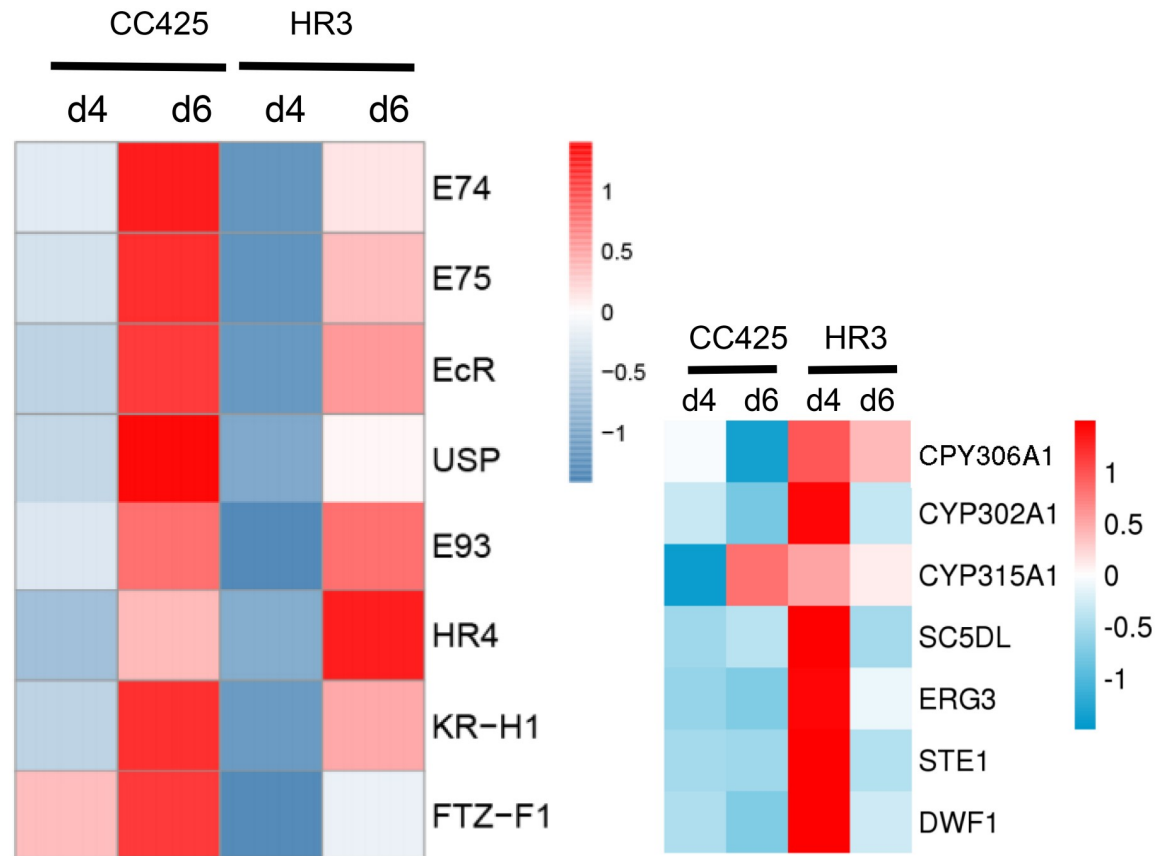 CC425 HR3
d4 d6 d4 d6
E74
E75
EcR
USP
E93
HR4
KR−H1
FTZ−F1
1
0.5
0
−0.5
−1
CC425 HR3
d4 d6 d4 d6
CPY306A1
CYP302A1
CYP315A1
SC5DL
ERG3
STE1
DWF1
1
0.5
0
-0.5
-1